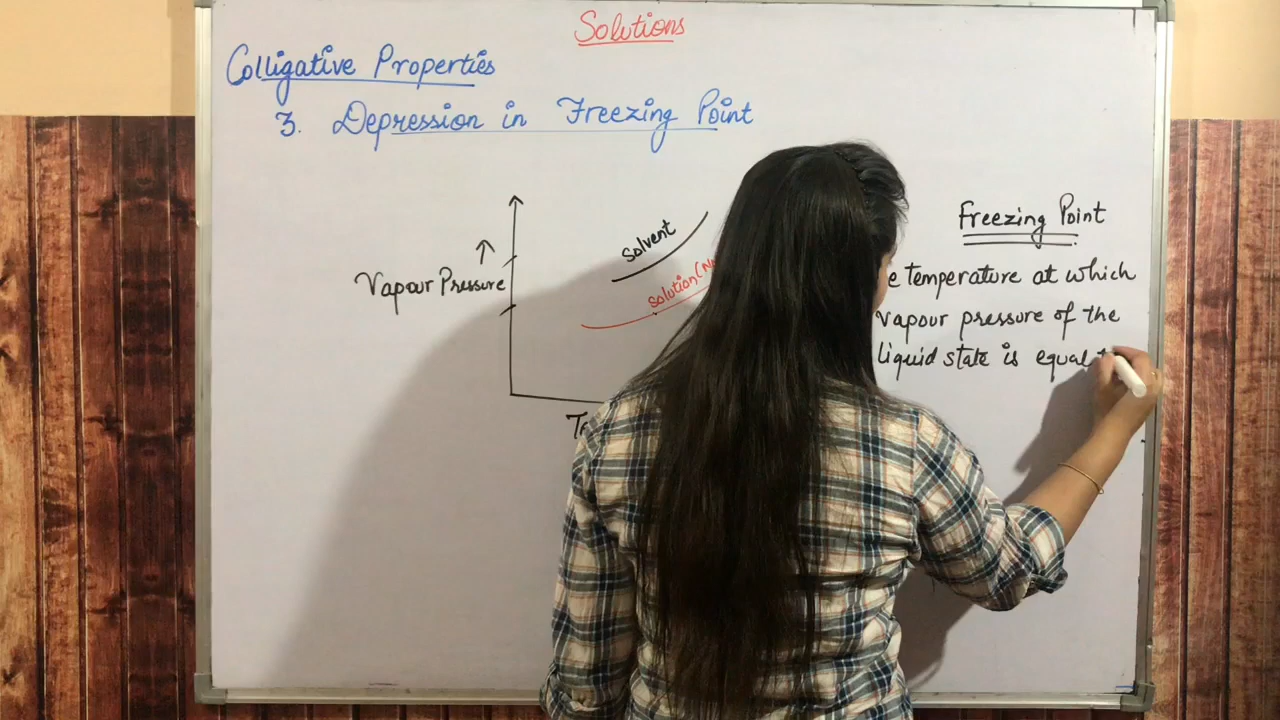 Solutions
Colligative Properties
3. Depression in Freezing Point
Solvent
Solution
Vapour Pressure
Freezing Point
temperature at which
vapour pressure of the
liquid state is equal